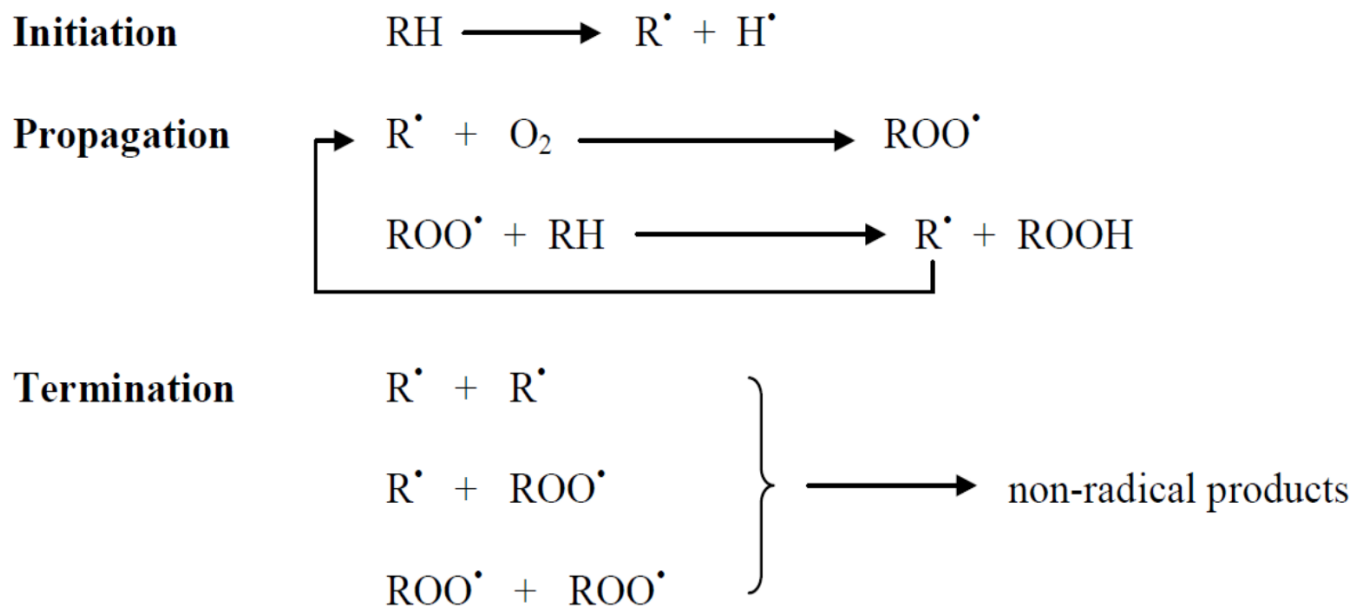 Initiation RH ⟶ R• + H•
Propagation R• + O₂ ⟶ ROO•
ROO• + RH ⟶ R• + ROOH
Termination R• + R•
R• + ROO• ⟶ non-radical products
ROO• + ROO•